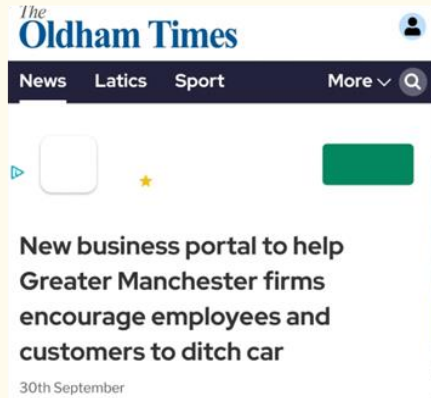 The
Oldham Times
News Latics Sport More
New business portal to help
Greater Manchester firms
encourage employees and
customers to ditch car
30th September